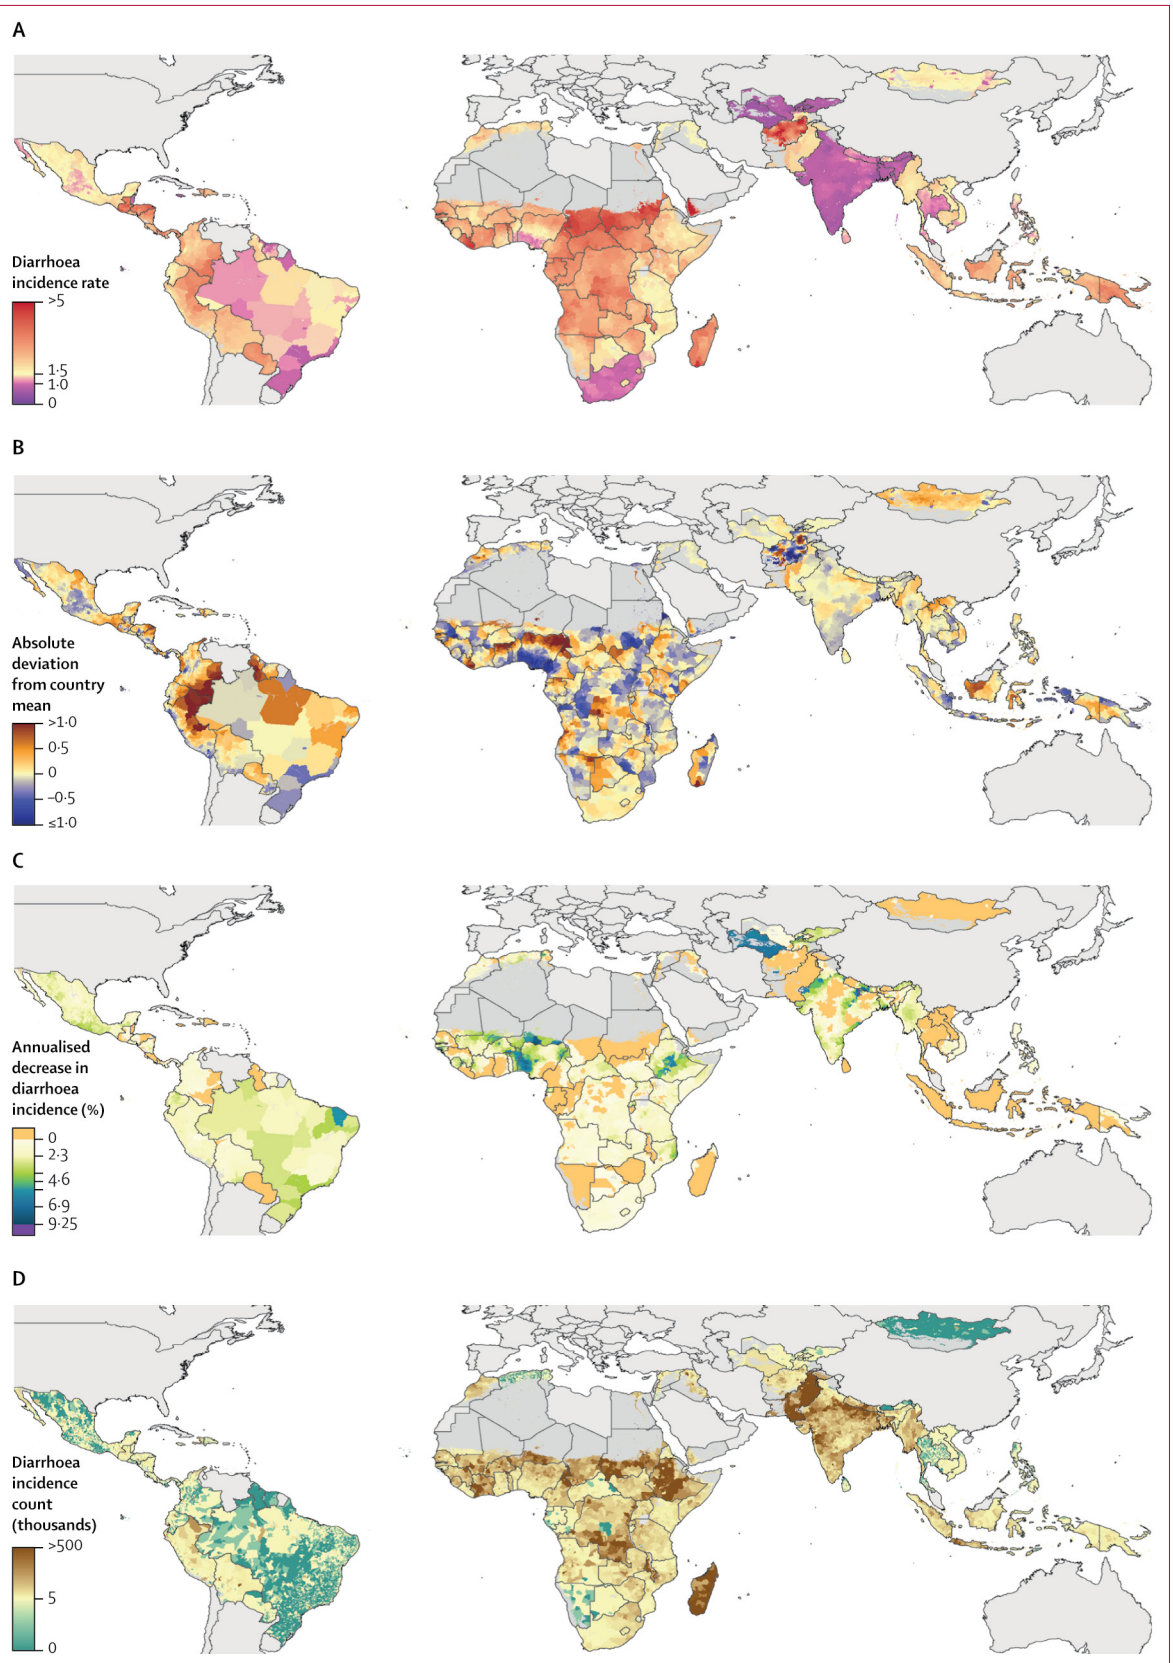 A
Diarrhoea
incidence rate
>5
1·5
1·0
0
B
Absolute
deviation
from country
mean
>1·0
0·5
0
–0·5
≤1·0
C
Annualised
decrease in
diarrhoea
incidence (%)
0
2·3
4·6
6·9
9·25
D
Diarrhoea
incidence
count
(thousands)
>500
5
0